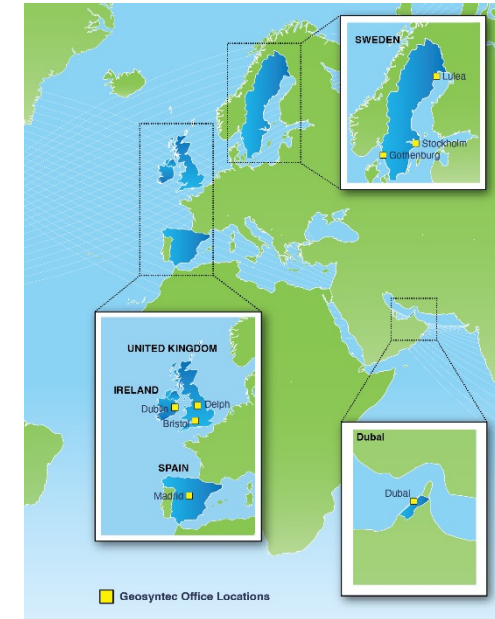 SWEDEN
Lulea
Stockholm
Gothenburg
UNITED KINGDOM
IRELAND
Dublin
Delph
Bristol
SPAIN
Madrid
Dubai
Dubai
Geosyntec Office Locations